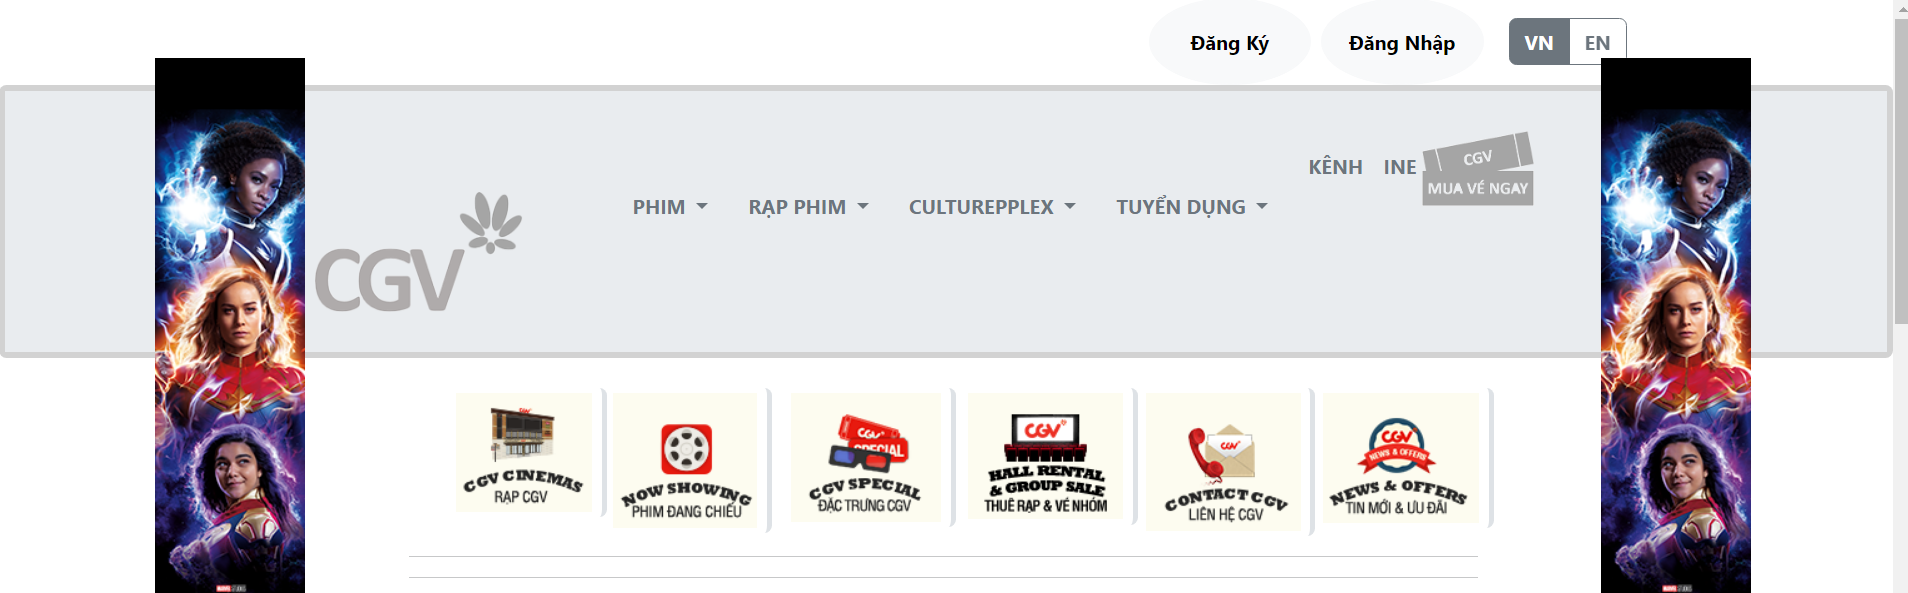 Đăng Ký
Đăng Nhập
VN
EN
CGV
PHIM
RẠP PHIM
CULTUREPPLEX
TUYỂN DỤNG
KÊNH
INE
CGV
MUA VÉ NGAY
CGV CINEMAS
RẠP CGV
NOW SHOWING
PHIM ĐANG CHIẾU
CGV
SPECIAL
CGV SPECIAL
ĐẶC TRƯNG CGV
CGV
HALL RENTAL
& GROUP SALE
THUÊ RẠP & VÉ NHÓM
CGV
CONTACT CGV
LIÊN HỆ CGV
CGV
NEWS & OFFERS
NEWS & OFFERS
TIN MỚI & ƯU ĐÃI